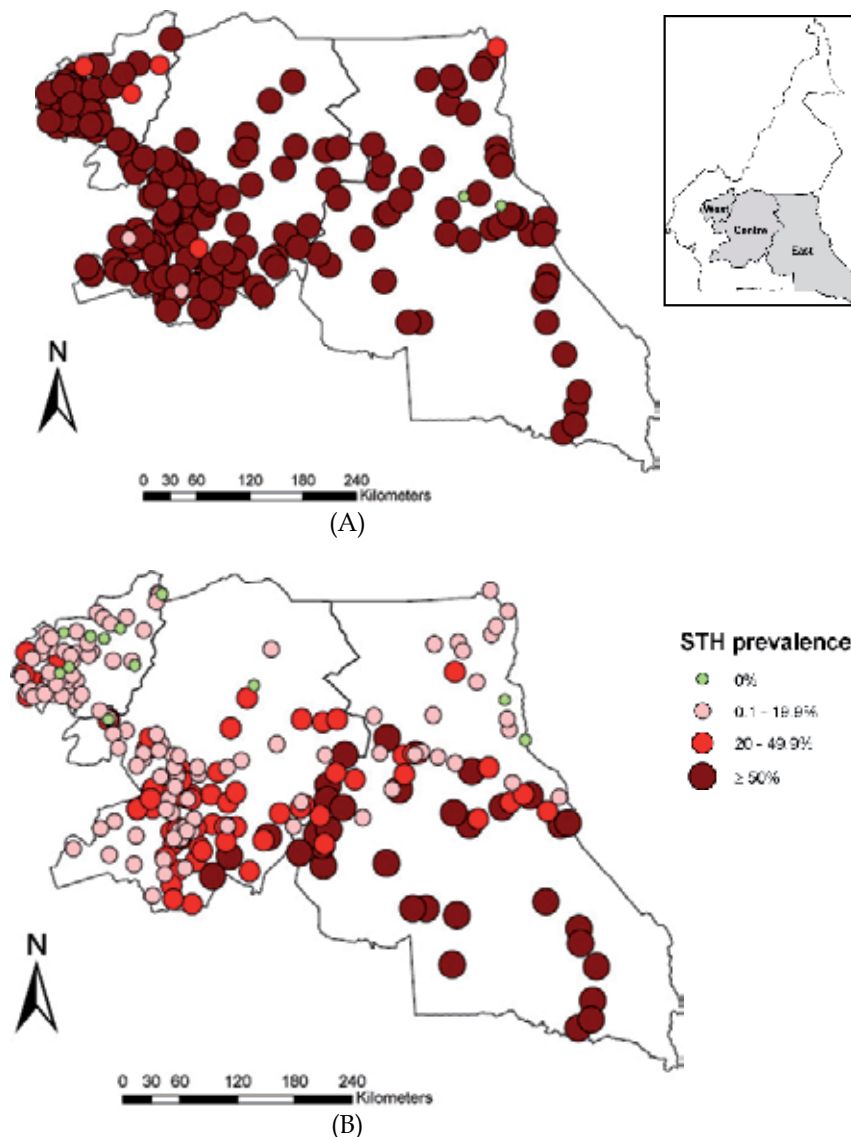 West
Centre
East
N
0 30 60 120 180 240
Kilometers
(A)
STH prevalence
0%
0.1 - 19.9%
20 - 49.9%
≥ 50%
N
0 30 60 120 180 240
Kilometers
(B)